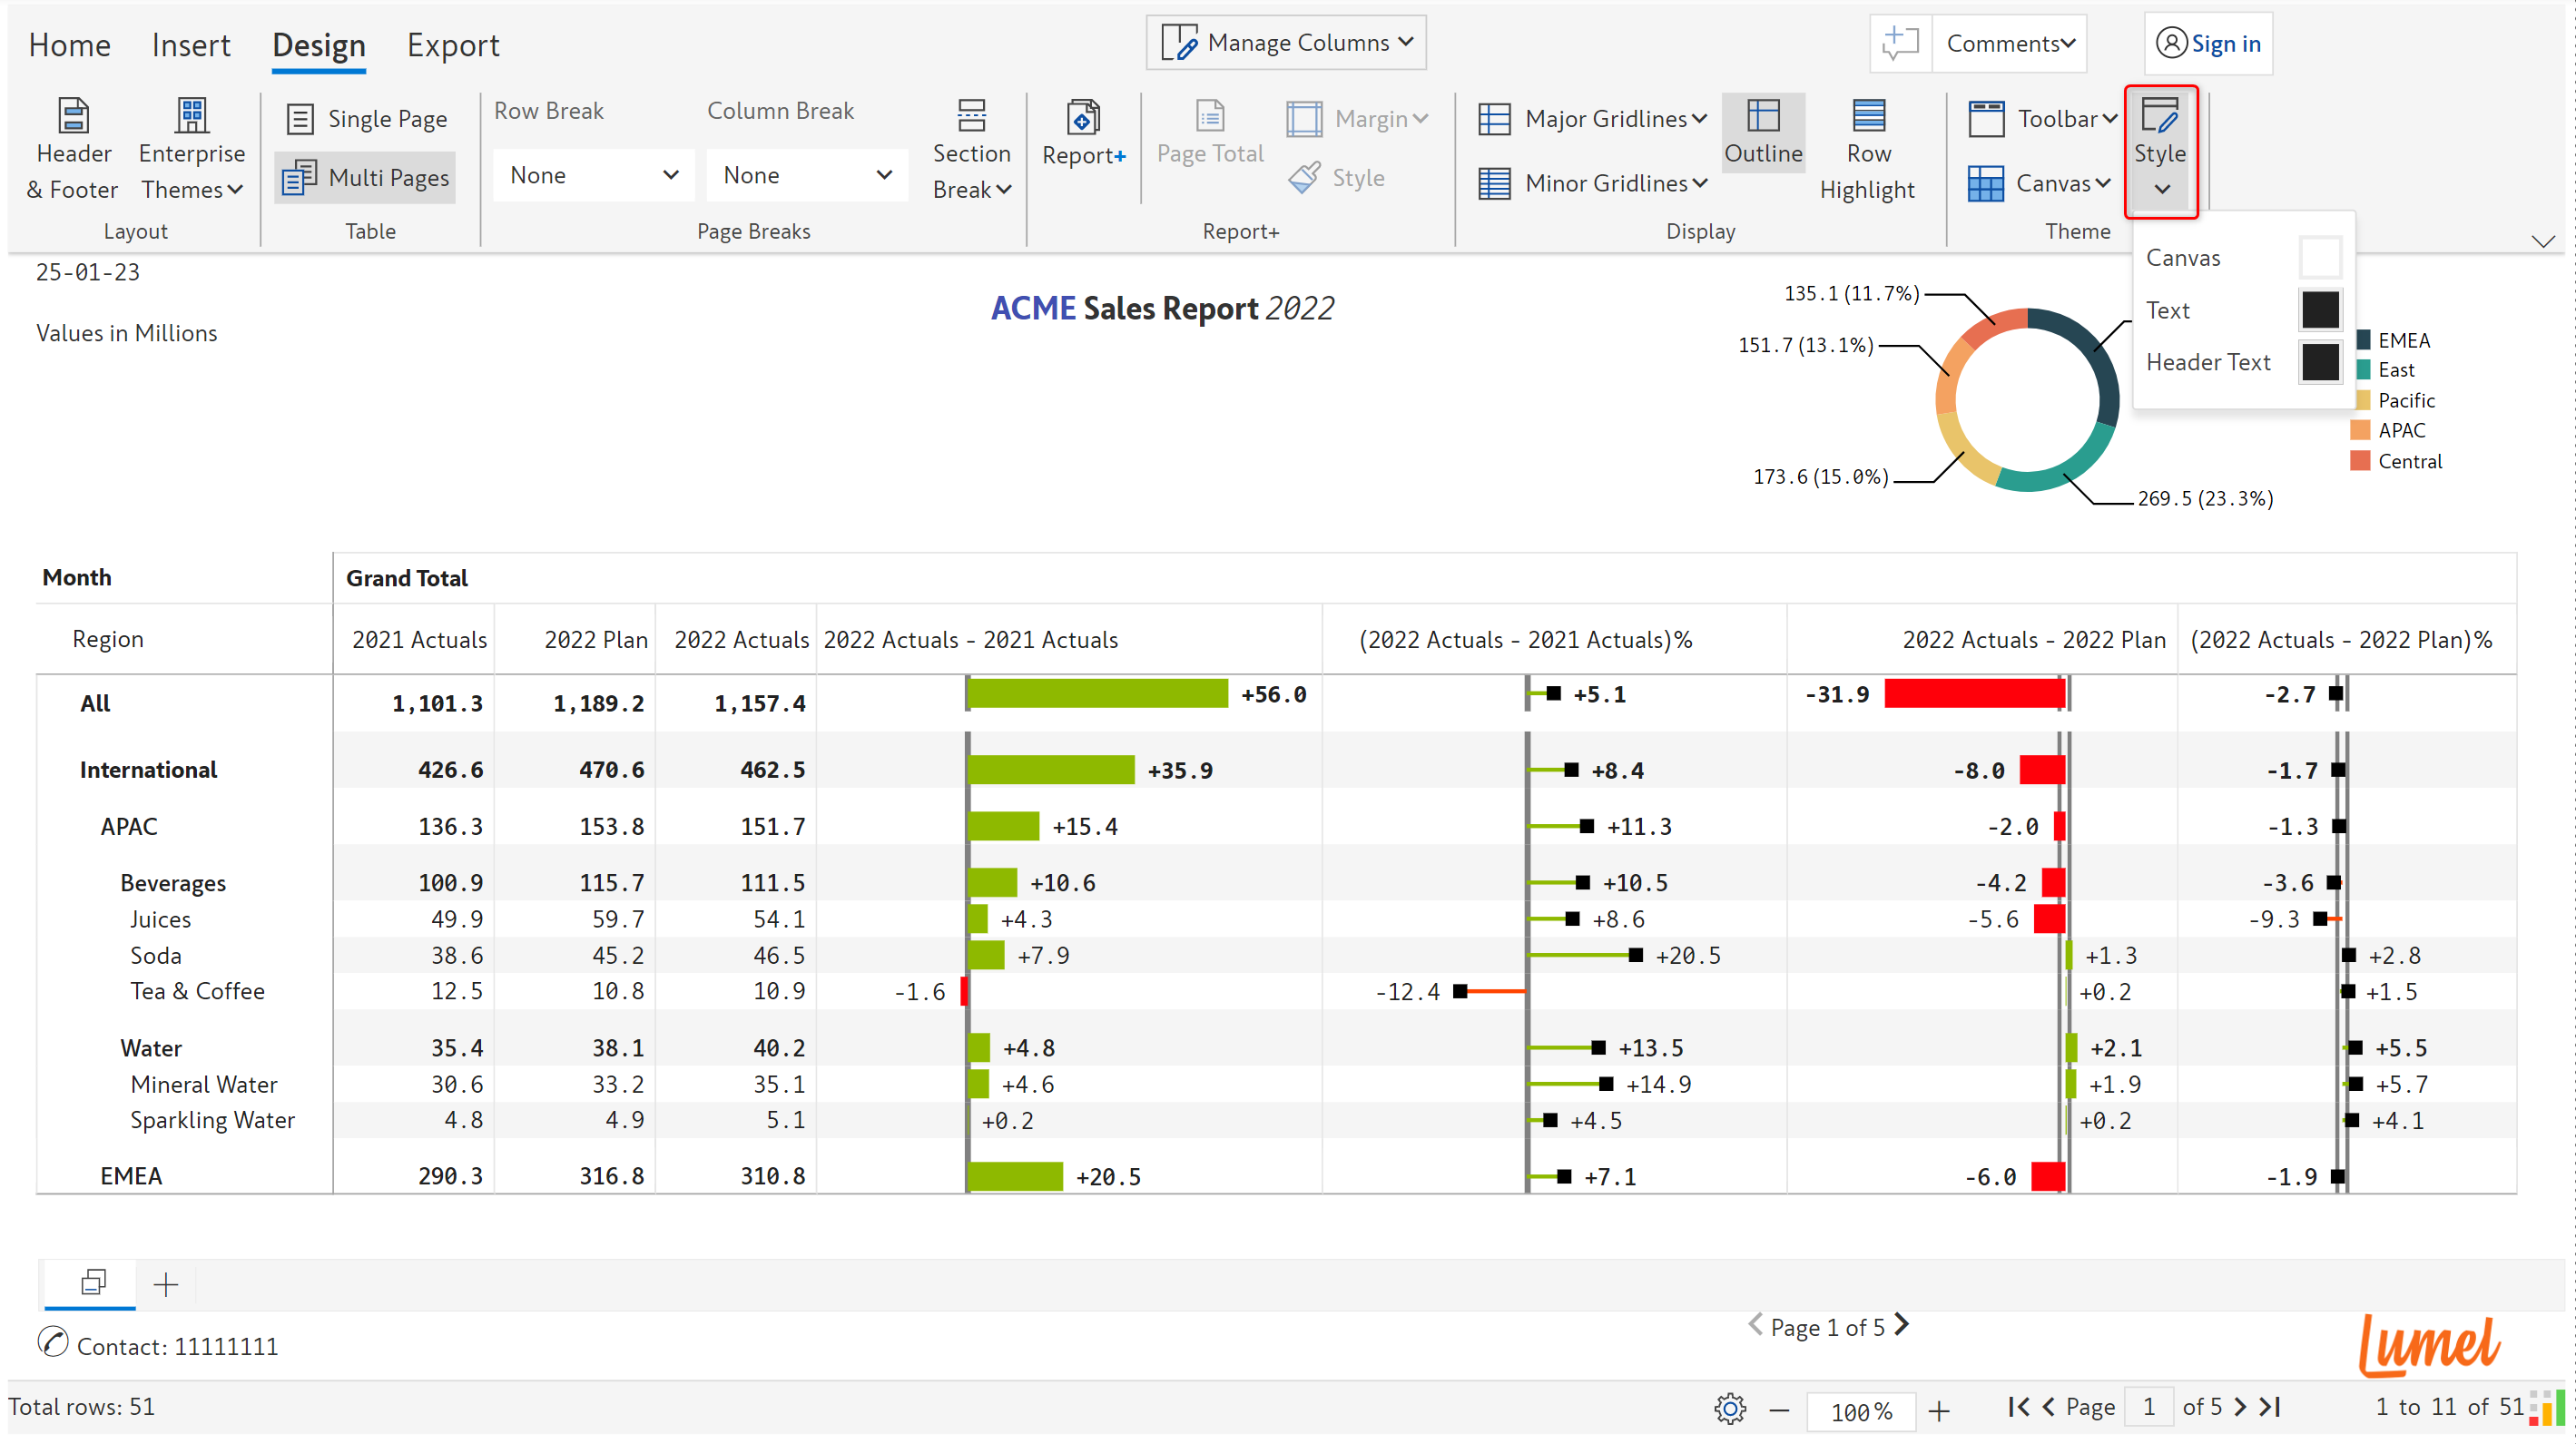 Home Insert Design Export Manage Columns Comments Sign in
Header & Footer Enterprise Themes Single Page Multi Pages Row Break None Column Break None Section Break Report+ Page Total Margin Style Major Gridlines Minor Gridlines Outline Row Highlight Toolbar Canvas Style
Layout Table Page Breaks Report+ Display Theme
Canvas
Text
Header Text
25-01-23
ACME Sales Report 2022
Values in Millions
135.1 (11.7%)
151.7 (13.1%)
173.6 (15.0%)
269.5 (23.3%)
EMEA
East
Pacific
APAC
Central
Month Grand Total
Region 2021 Actuals 2022 Plan 2022 Actuals 2022 Actuals - 2021 Actuals (2022 Actuals - 2021 Actuals)% 2022 Actuals - 2022 Plan (2022 Actuals - 2022 Plan)%
All 1,101.3 1,189.2 1,157.4 +56.0 +5.1 -31.9 -2.7
International 426.6 470.6 462.5 +35.9 +8.4 -8.0 -1.7
APAC 136.3 153.8 151.7 +15.4 +11.3 -2.0 -1.3
Beverages 100.9 115.7 111.5 +10.6 +10.5 -4.2 -3.6
Juices 49.9 59.7 54.1 +4.3 +8.6 -5.6 -9.3
Soda 38.6 45.2 46.5 +7.9 +20.5 +1.3 +2.8
Tea & Coffee 12.5 10.8 10.9 -1.6 -12.4 +0.2 +1.5
Water 35.4 38.1 40.2 +4.8 +13.5 +2.1 +5.5
Mineral Water 30.6 33.2 35.1 +4.6 +14.9 +1.9 +5.7
Sparkling Water 4.8 4.9 5.1 +0.2 +4.5 +0.2 +4.1
EMEA 290.3 316.8 310.8 +20.5 +7.1 -6.0 -1.9
Page 1 of 5
Contact: 11111111
Lumel
Total rows: 51 100% Page 1 of 5 1 to 11 of 51